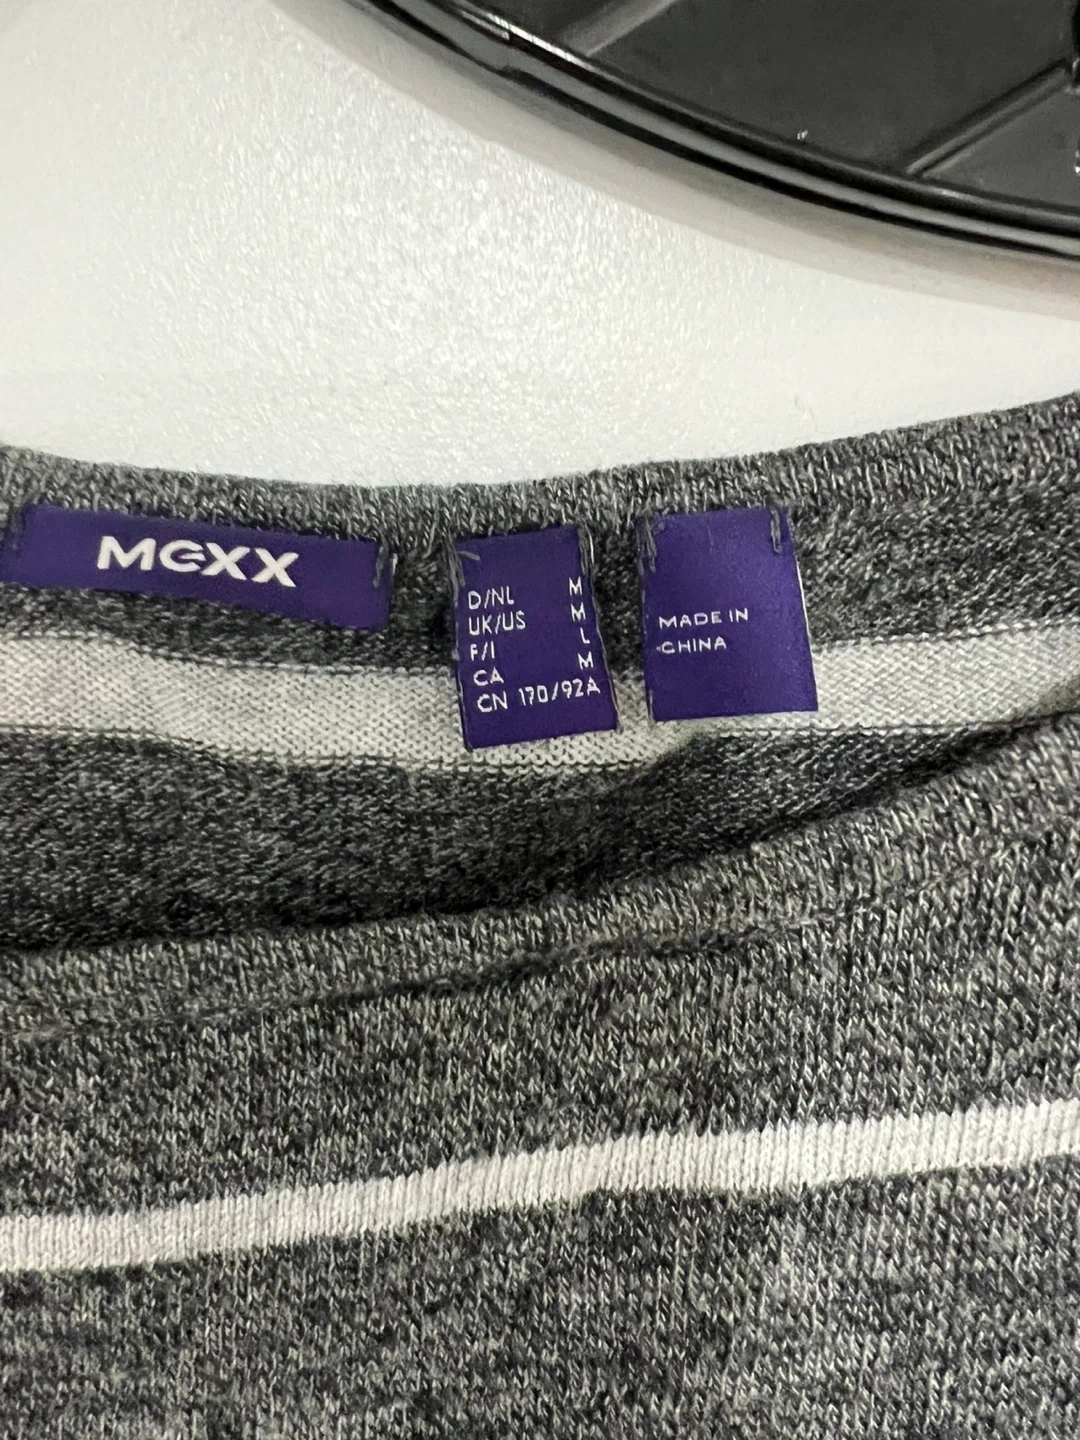 MEXX
D/NL M
UK/US M
F/I L
CA M
CN 170/92A
MADE IN
CHINA